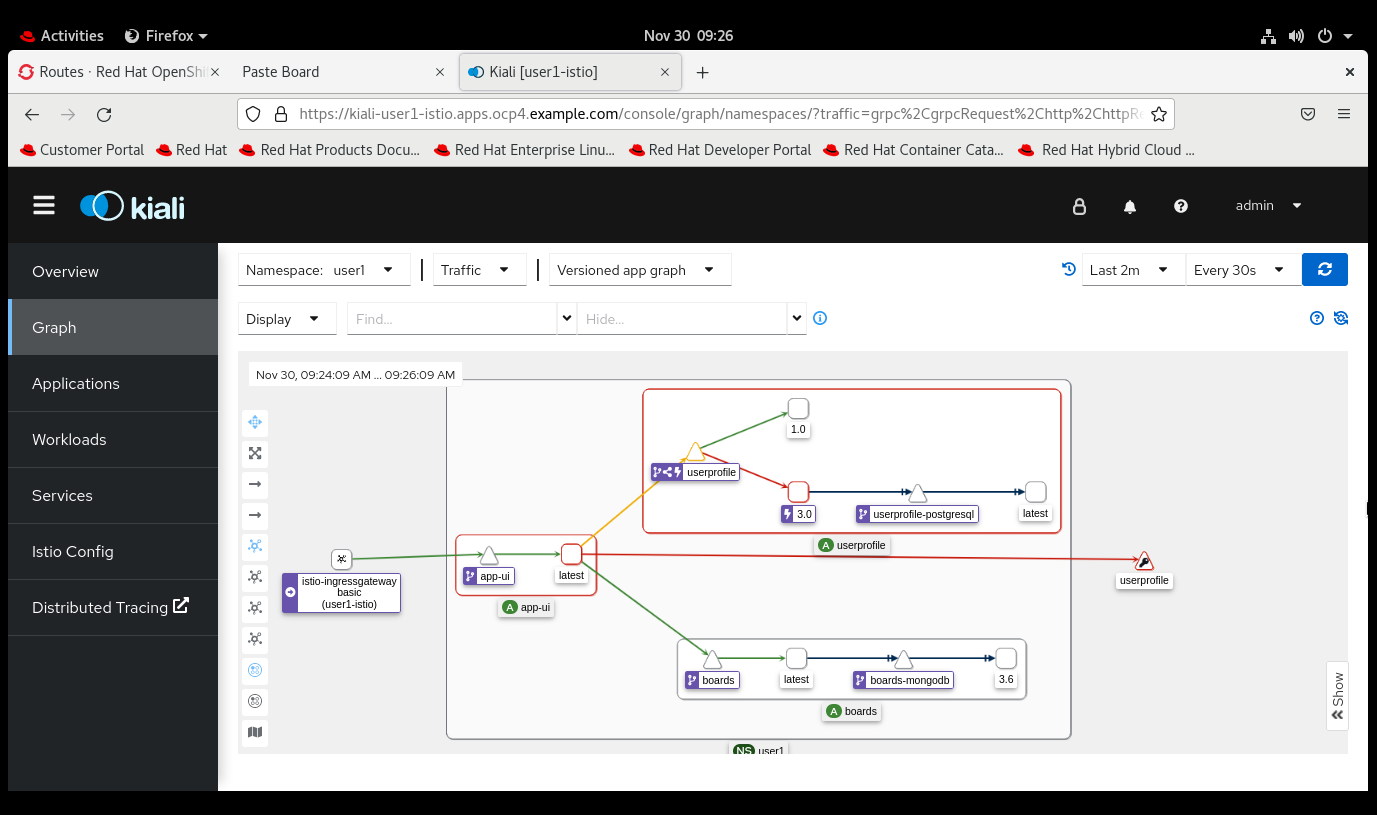 Activities
Firefox
Nov 30 09:26
Routes · Red Hat OpenShi
Paste Board
Kiali [user1-istio]
https://kiali-user1-istio.apps.ocp4.example.com/console/graph/namespaces/?traffic=grpc%2CgrpcRequest%2Chttp%2ChttpRe
Customer Portal
Red Hat
Red Hat Products Docu...
Red Hat Enterprise Linu...
Red Hat Developer Portal
Red Hat Container Cata...
Red Hat Hybrid Cloud ...
kiali
admin
Overview
Graph
Applications
Workloads
Services
Istio Config
Distributed Tracing
Namespace: user1
Traffic
Versioned app graph
Last 2m
Every 30s
Display
Find...
Hide...
Nov 30, 09:24:09 AM ... 09:26:09 AM
1.0
userprofile
3.0
userprofile-postgresql
latest
A userprofile
istio-ingressgateway
basic
(user1-istio)
app-ui
latest
A app-ui
userprofile
boards
latest
boards-mongodb
3.6
A boards
NS user1
Show